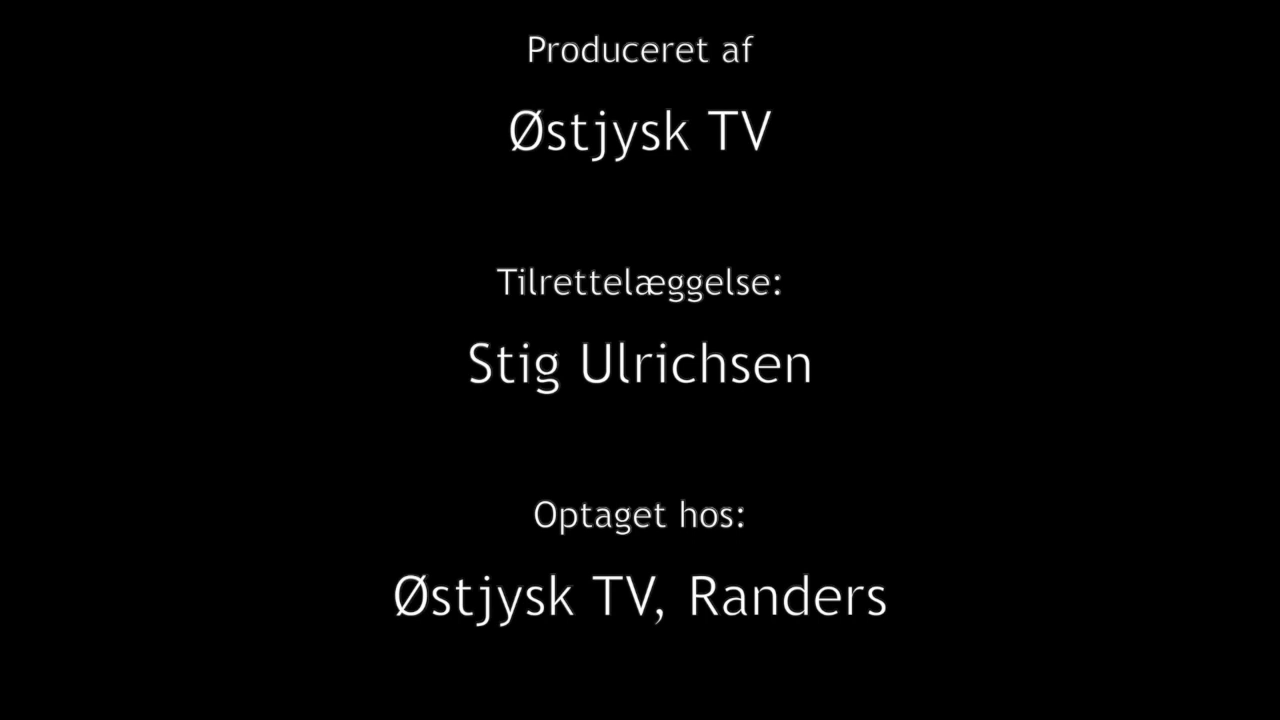 Produceret af
Østjysk TV
Tilrettelæggelse:
Stig Ulrichsen
Optaget hos:
Østjysk TV, Randers